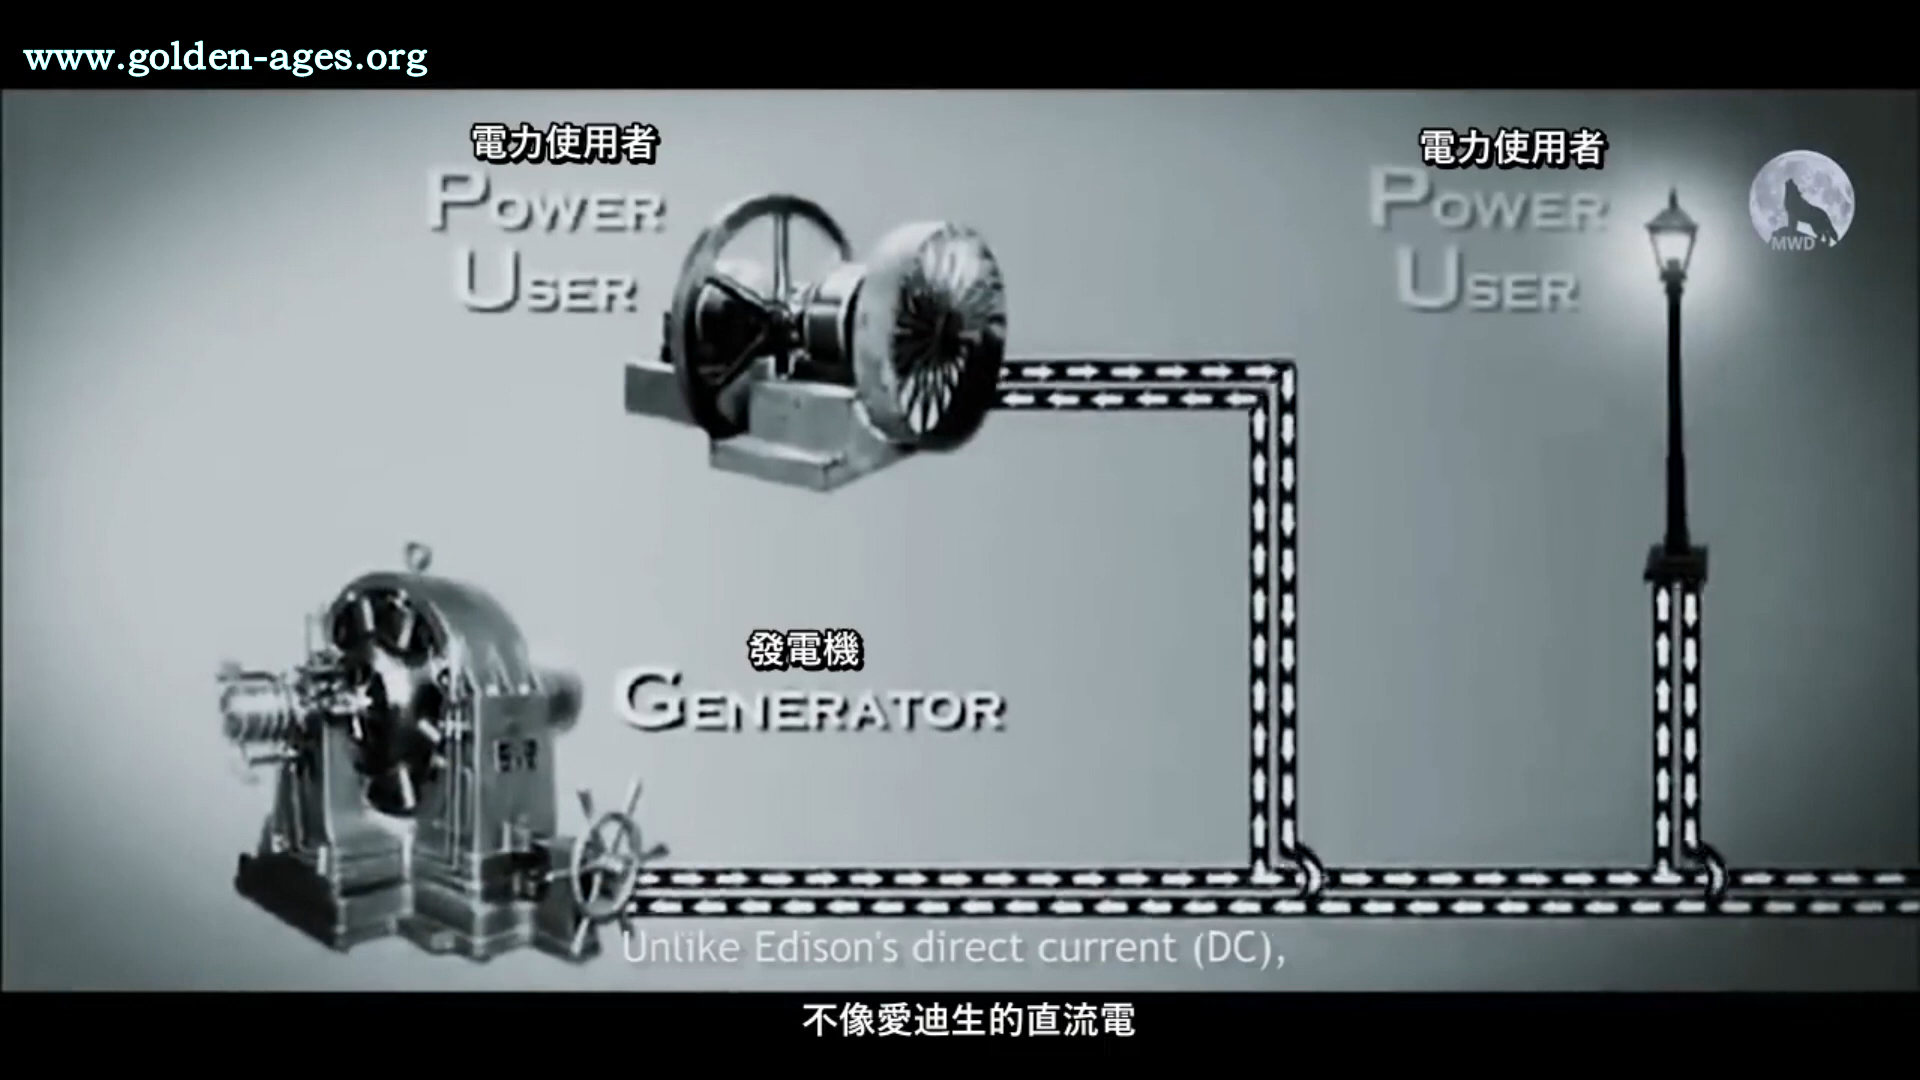 www.golden-ages.org
電力使用者
POWER
USER
電力使用者
POWER
USER
MWD
發電機
GENERATOR
Unlike Edison's direct current (DC),
不像愛迪生的直流電